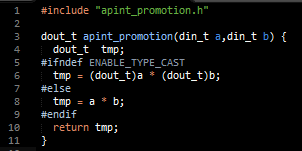 1 #include "apint_promotion.h"
2
3 dout_t apint_promotion(din_t a,din_t b) {
4 dout_t tmp;
5 #ifndef ENABLE_TYPE_CAST
6 tmp = (dout_t)a * (dout_t)b;
7 #else
8 tmp = a * b;
9 #endif
10 return tmp;
11 }